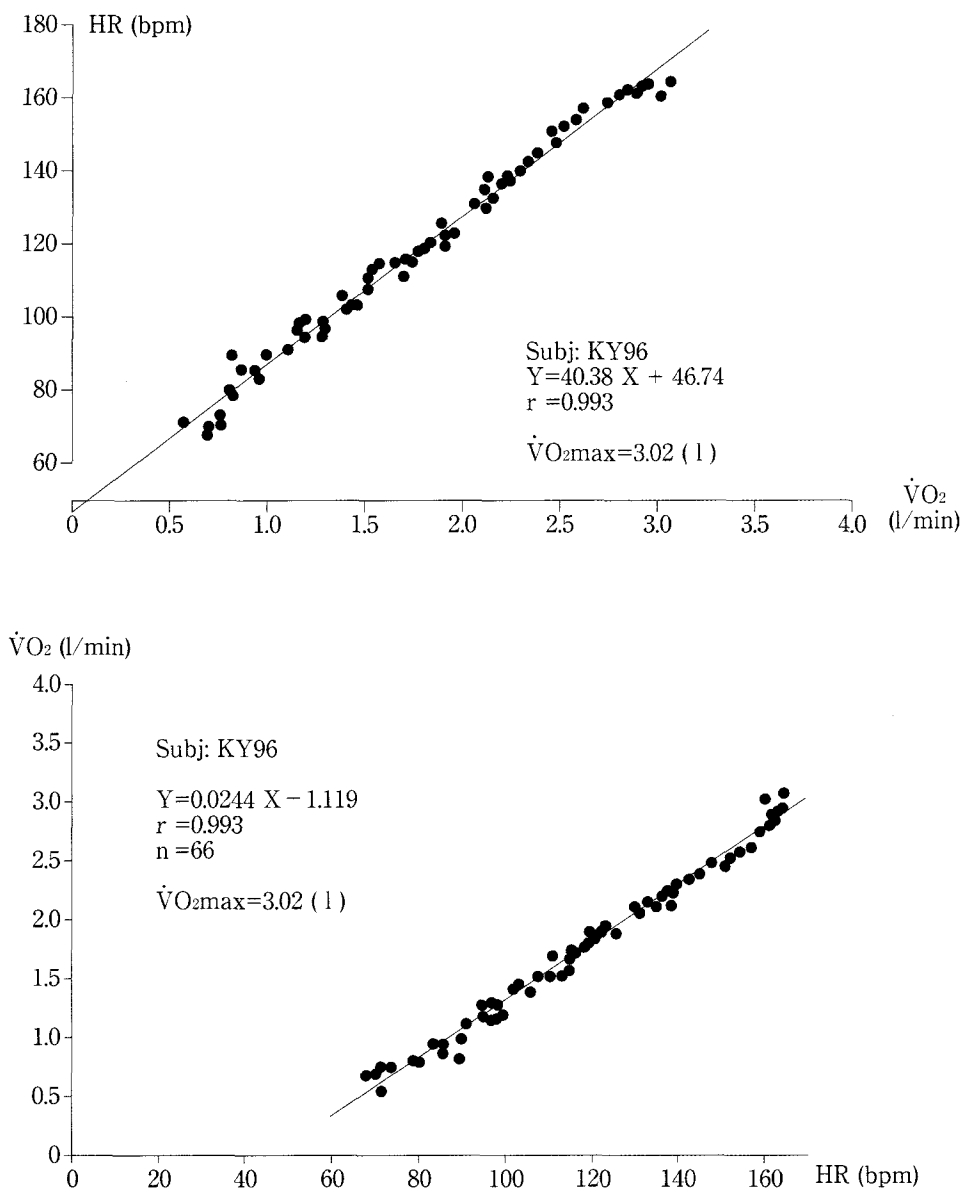 HR (bpm)
180
160
140
120
100
80
60
Subj: KY96
Y=40.38 X + 46.74
r =0.993
V̇O₂max=3.02 ( l )
0 0.5 1.0 1.5 2.0 2.5 3.0 3.5 4.0
V̇O₂
(l/min)
V̇O₂ (l/min)
4.0
3.5
3.0
2.5
2.0
1.5
1.0
0.5
0
Subj: KY96
Y=0.0244 X − 1.119
r =0.993
n =66
V̇O₂max=3.02 ( l )
0 20 40 60 80 100 120 140 160 HR (bpm)